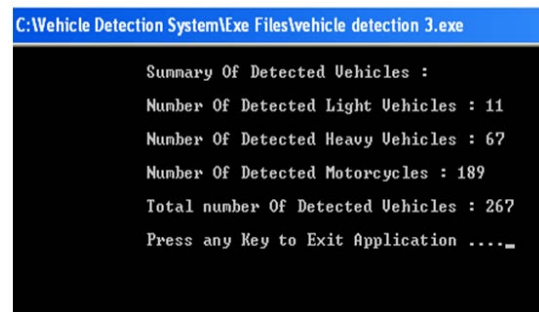 C:\Vehicle Detection System\Exe Files\vehicle detection 3.exe
Summary Of Detected Vehicles :
Number Of Detected Light Vehicles : 11
Number Of Detected Heavy Vehicles : 67
Number Of Detected Motorcycles : 189
Total number Of Detected Vehicles : 267
Press any Key to Exit Application ...._